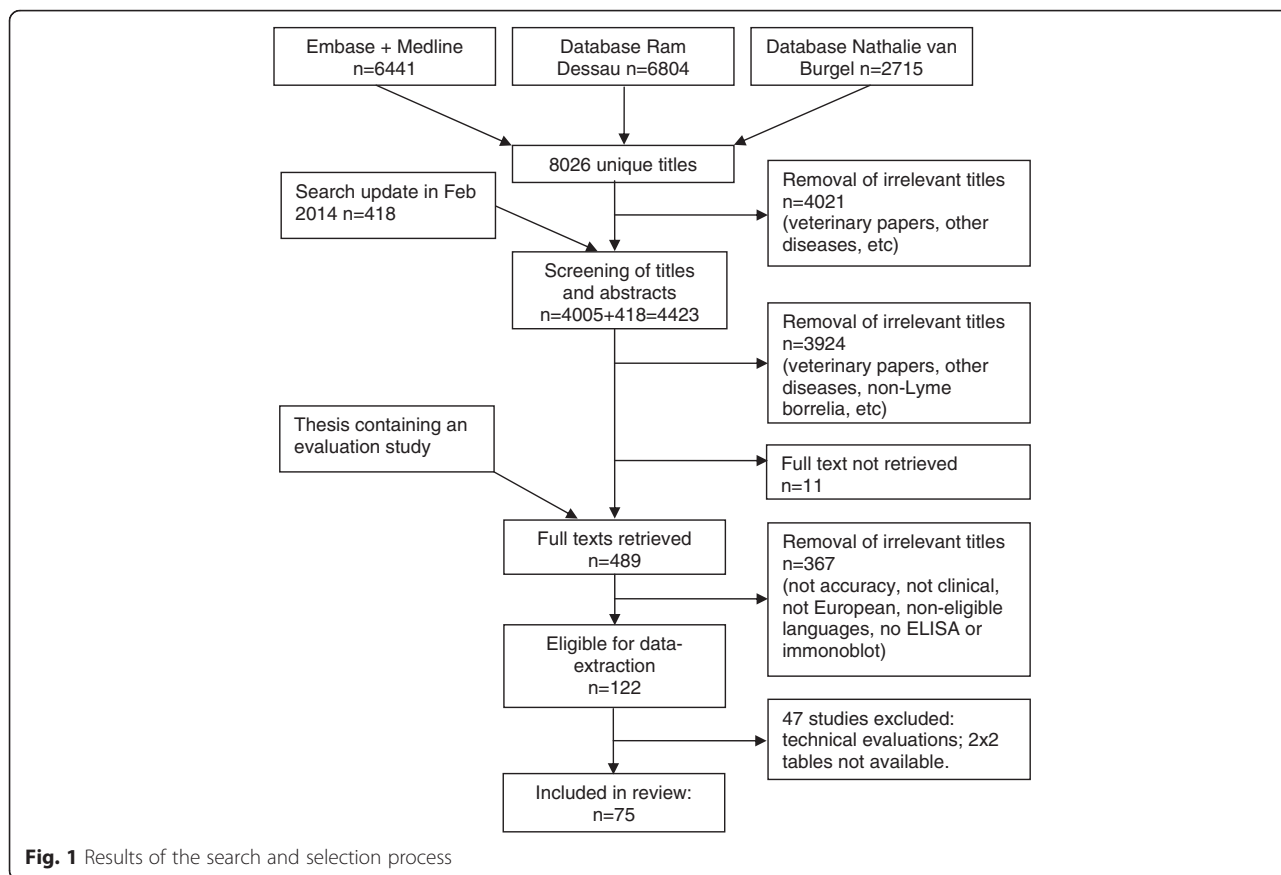 Embase + Medline
n=6441
Database Ram
Dessau n=6804
Database Nathalie van
Burgel n=2715
8026 unique titles
Search update in Feb
2014 n=418
Removal of irrelevant titles
n=4021
(veterinary papers, other
diseases, etc)
Screening of titles
and abstracts
n=4005+418=4423
Removal of irrelevant titles
n=3924
(veterinary papers, other
diseases, non-Lyme
borrelia, etc)
Thesis containing an
evaluation study
Full text not retrieved
n=11
Full texts retrieved
n=489
Removal of irrelevant titles
n=367
(not accuracy, not clinical,
not European, non-eligible
languages, no ELISA or
immonoblot)
Eligible for data-
extraction
n=122
47 studies excluded:
technical evaluations; 2x2
tables not available.
Included in review:
n=75
Fig. 1 Results of the search and selection process